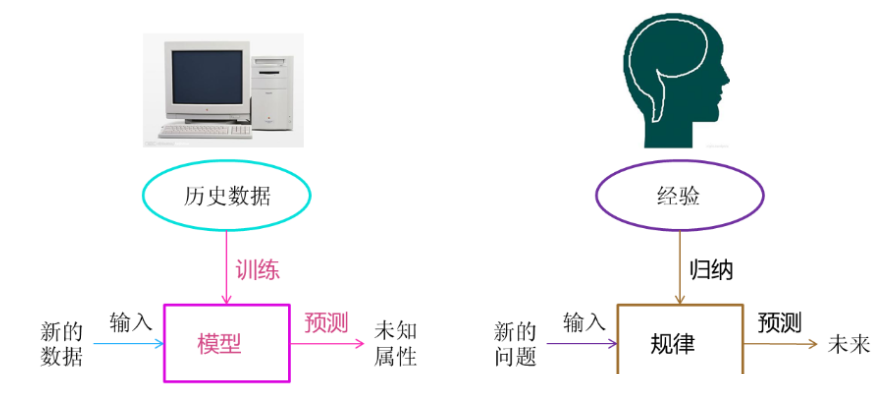 历史数据
经验
训练
归纳
新的
数据
输入
模型
预测
未知
属性
新的
问题
输入
规律
预测
未来